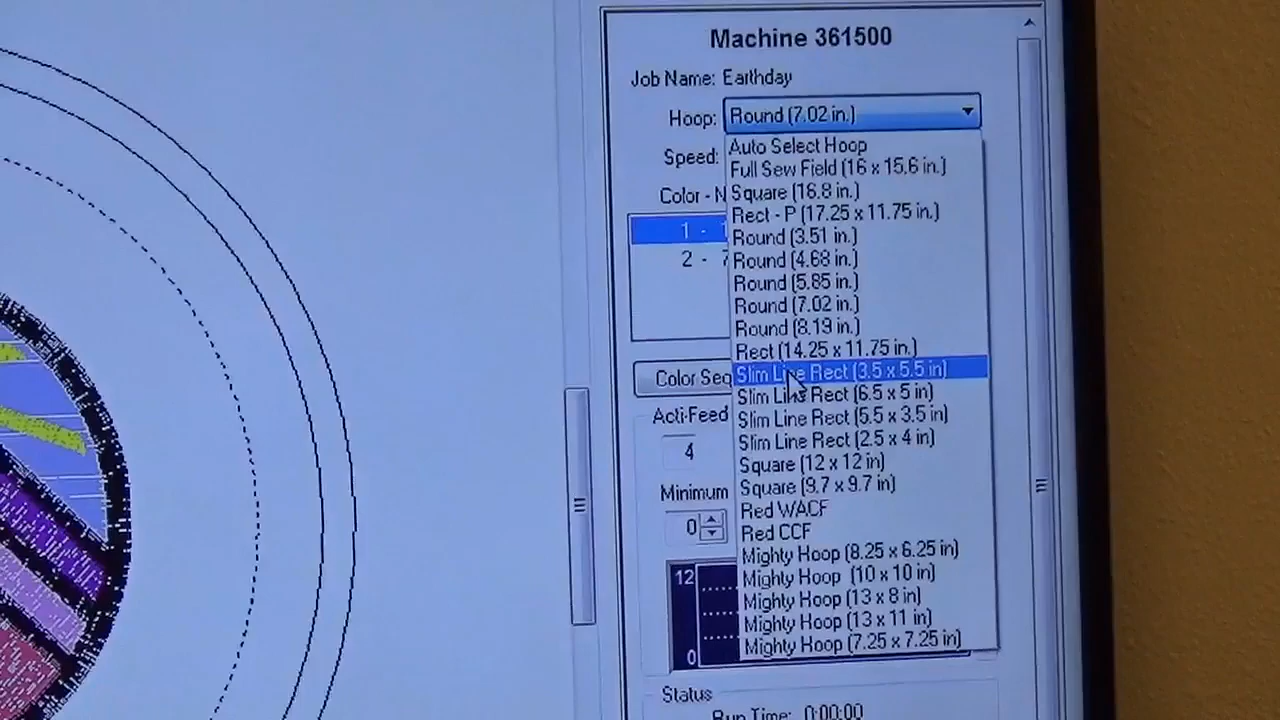 Machine 361500
Job Name: Earthday
Hoop: Round (7.02 in.)
Auto Select Hoop
Speed:
Full Sew Field (16 x 15.6 in.)
Color - N
Square (16.8 in.)
Rect - P (17.25 x 11.75 in.)
1 - 1
Round (3.51 in.)
2 - 7
Round (4.68 in.)
Round (5.85 in.)
Round (7.02 in.)
Round (8.19 in.)
Rect (14.25 x 11.75 in.)
Color Seq
Slim Line Rect (3.5 x 5.5 in)
Slim Line Rect (6.5 x 5 in)
Acti-Feed
Slim Line Rect (5.5 x 3.5 in)
4
Slim Line Rect (2.5 x 4 in)
Square (12 x 12 in)
Minimum
Square (9.7 x 9.7 in)
0
Red WACF
Red CCF
Mighty Hoop (8.25 x 6.25 in)
12
Mighty Hoop (10 x 10 in)
Mighty Hoop (13 x 8 in)
Mighty Hoop (13 x 11 in)
0
Mighty Hoop (7.25 x 7.25 in)
Status
Run Time: 0:00:00